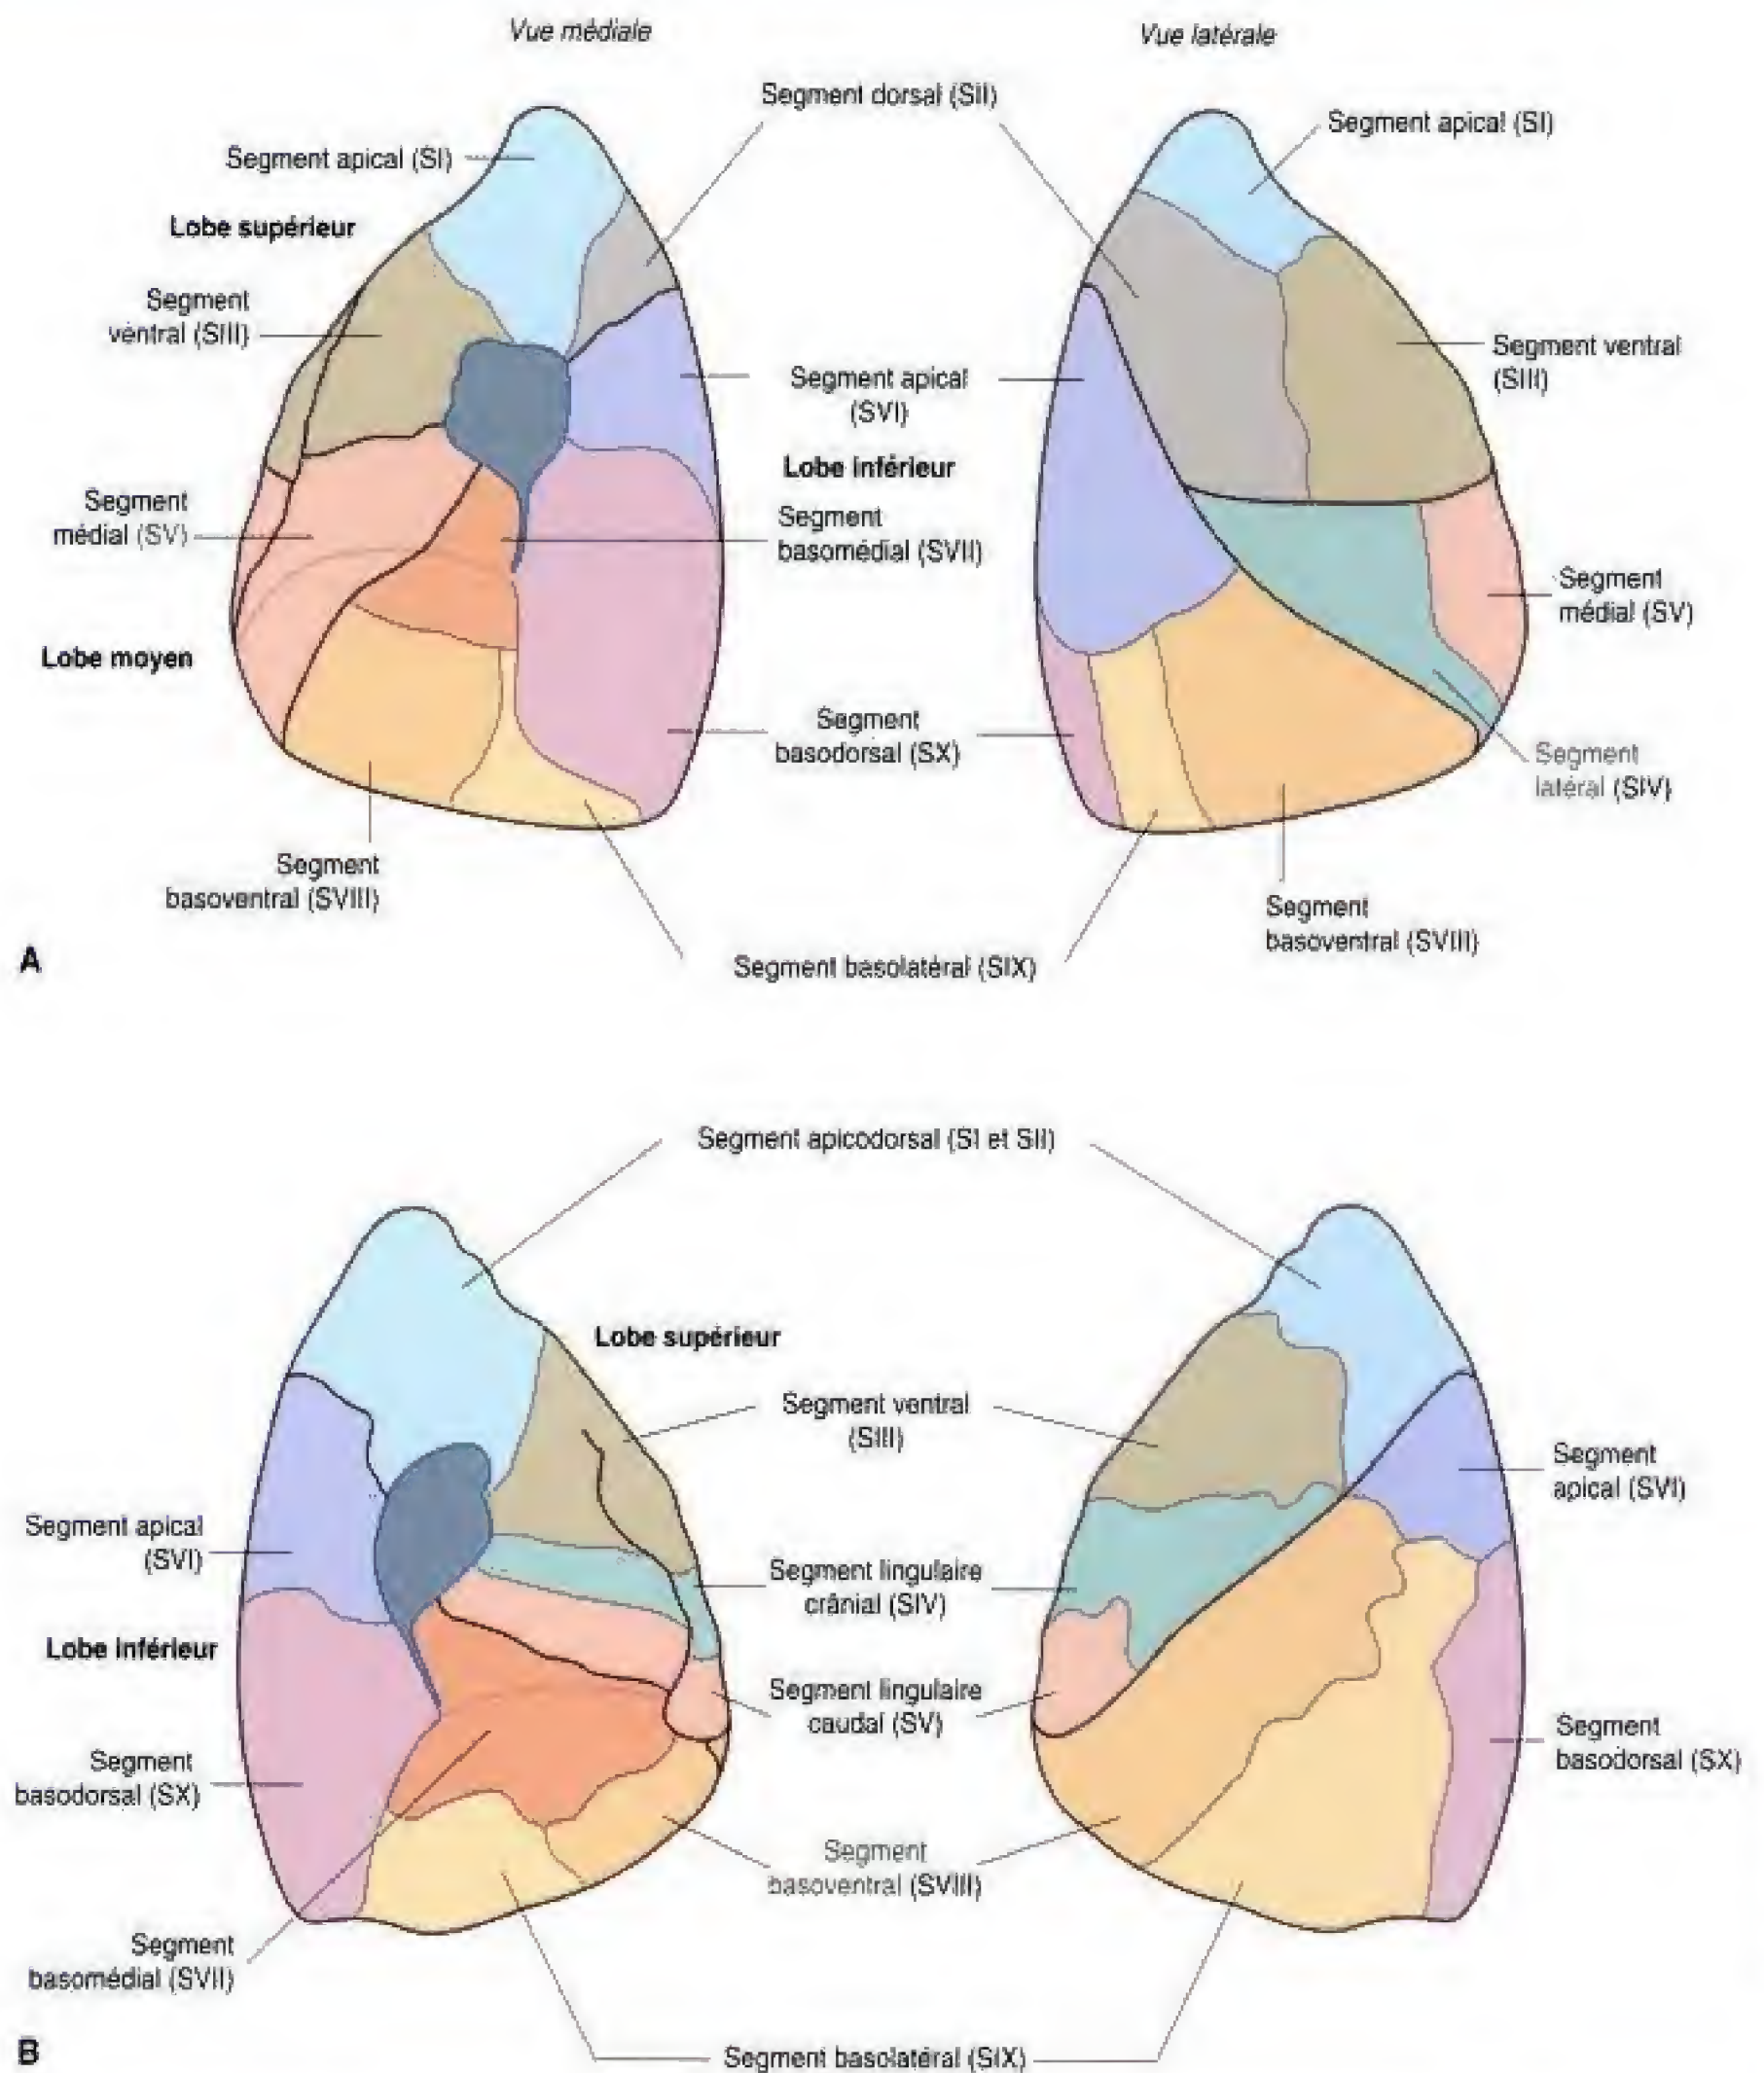 Vue médiale
Vue latérale
Segment dorsal (SII)
Segment apical (SI)
Segment apical (SI)
Lobe supérieur
Segment
ventral (SIII)
Segment ventral
(SIII)
Segment apical
(SVI)
Lobe inférieur
Segment
médial (SV)
Segment
basomédial (SVII)
Segment
médial (SV)
Lobe moyen
Segment
basodorsal (SX)
Segment
latéral (SIV)
Segment
basoventral (SVIII)
Segment
basoventral (SVIII)
A
Segment basolatéral (SIX)
Segment apicodorsal (SI et SII)
Lobe supérieur
Segment ventral
(SIII)
Segment
apical (SVI)
Segment apical
(SVI)
Segment lingulaire
crânial (SIV)
Lobe inférieur
Segment lingulaire
caudal (SV)
Segment
basodorsal (SX)
Segment
basodorsal (SX)
Segment
basoventral (SVIII)
Segment
basomédial (SVII)
B
Segment basolatéral (SIX)